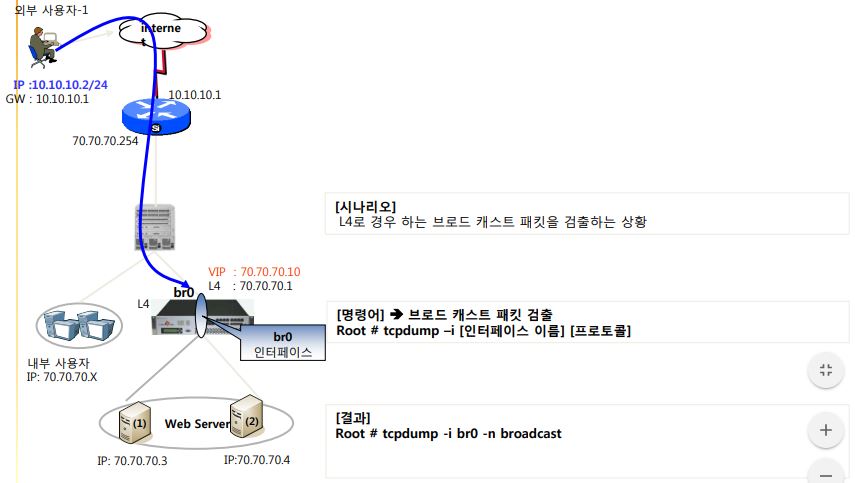 외부 사용자-1
interne
t
IP :10.10.10.2/24
GW : 10.10.10.1
10.10.10.1
Si
70.70.70.254
[시나리오]
L4로 경우 하는 브로드 캐스트 패킷을 검출하는 상황
VIP : 70.70.70.10
L4 : 70.70.70.1
br0
L4
br0
인터페이스
[명령어] ➔ 브로드 캐스트 패킷 검출
Root # tcpdump –i [인터페이스 이름] [프로토콜]
내부 사용자
IP: 70.70.70.X
(1)
Web Server
(2)
IP: 70.70.70.3
IP:70.70.70.4
[결과]
Root # tcpdump -i br0 -n broadcast